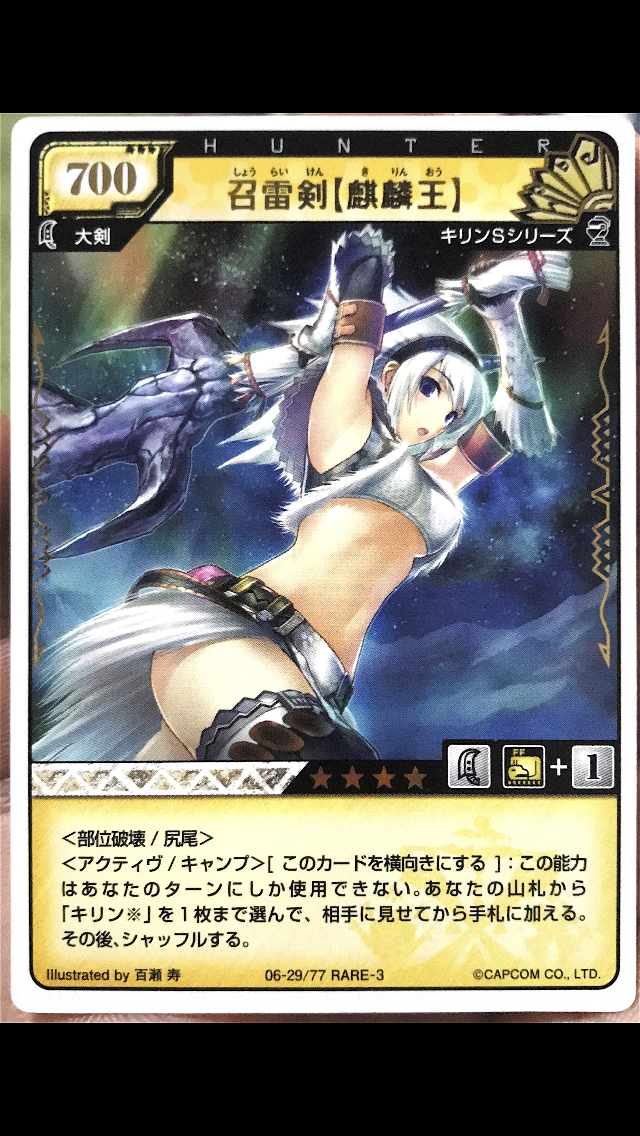 HUNTER
700
しょう らい けん き りん おう
召雷剣【麒麟王】
大剣
キリンSシリーズ
FF
+1
<部位破壊 / 尻尾>
<アクティヴ / キャンプ>[ このカードを横向きにする ]：この能力
はあなたのターンにしか使用できない。あなたの山札から
「キリン※」を1枚まで選んで、相手に見せてから手札に加える。
その後、シャッフルする。
Illustrated by 百瀬 寿
06-29/77 RARE-3
©CAPCOM CO., LTD.